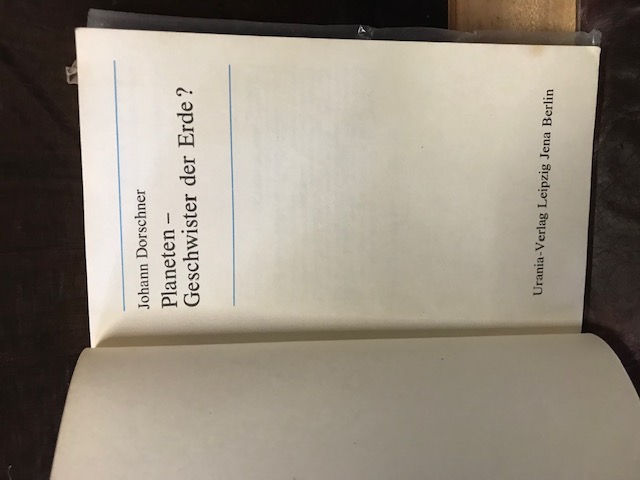 Johann Dorschner
Planeten –
Geschwister der Erde?
Urania-Verlag Leipzig Jena Berlin